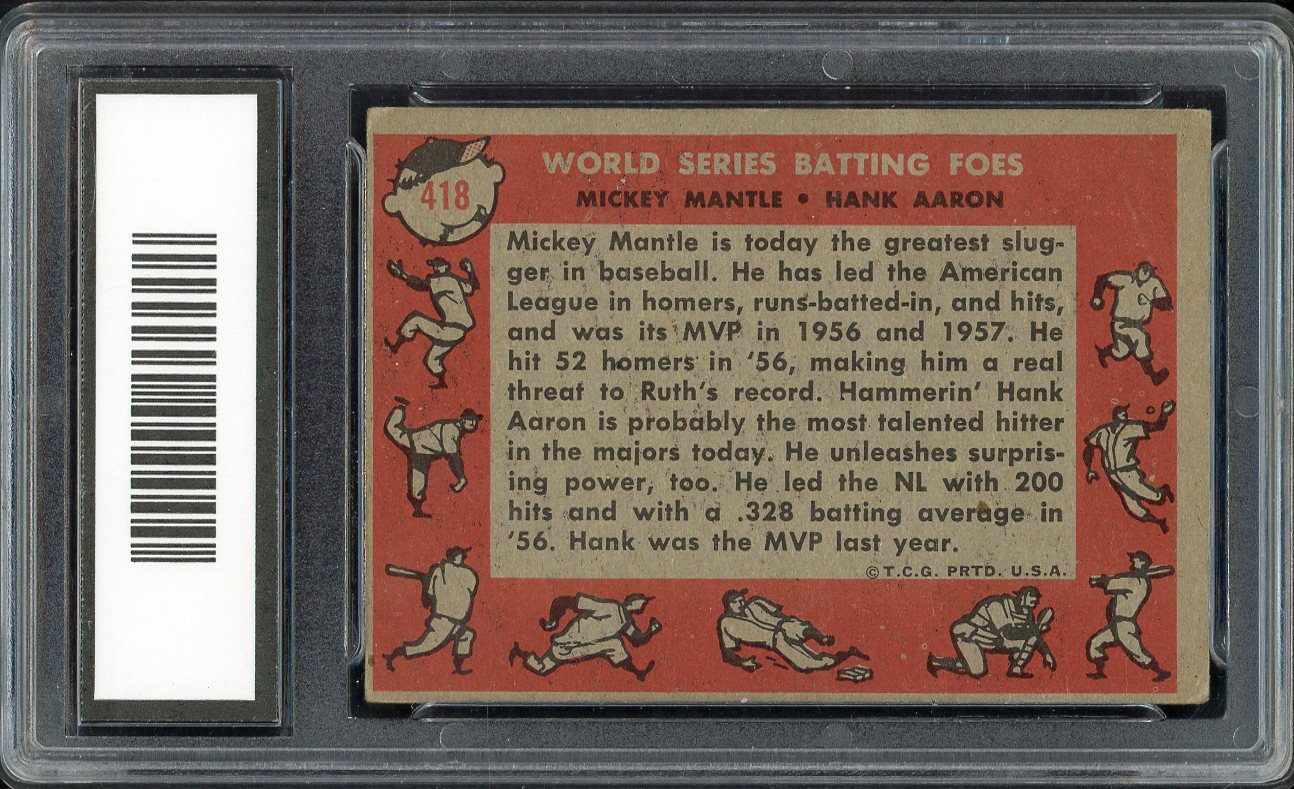 418
WORLD SERIES BATTING FOES
MICKEY MANTLE • HANK AARON
Mickey Mantle is today the greatest slug-
ger in baseball. He has led the American
League in homers, runs-batted-in, and hits,
and was its MVP in 1956 and 1957. He
hit 52 homers in '56, making him a real
threat to Ruth's record. Hammerin' Hank
Aaron is probably the most talented hitter
in the majors today. He unleashes surpris-
ing power, too. He led the NL with 200
hits and with a .328 batting average in
'56. Hank was the MVP last year.
© T.C.G. PRTD. U.S.A.